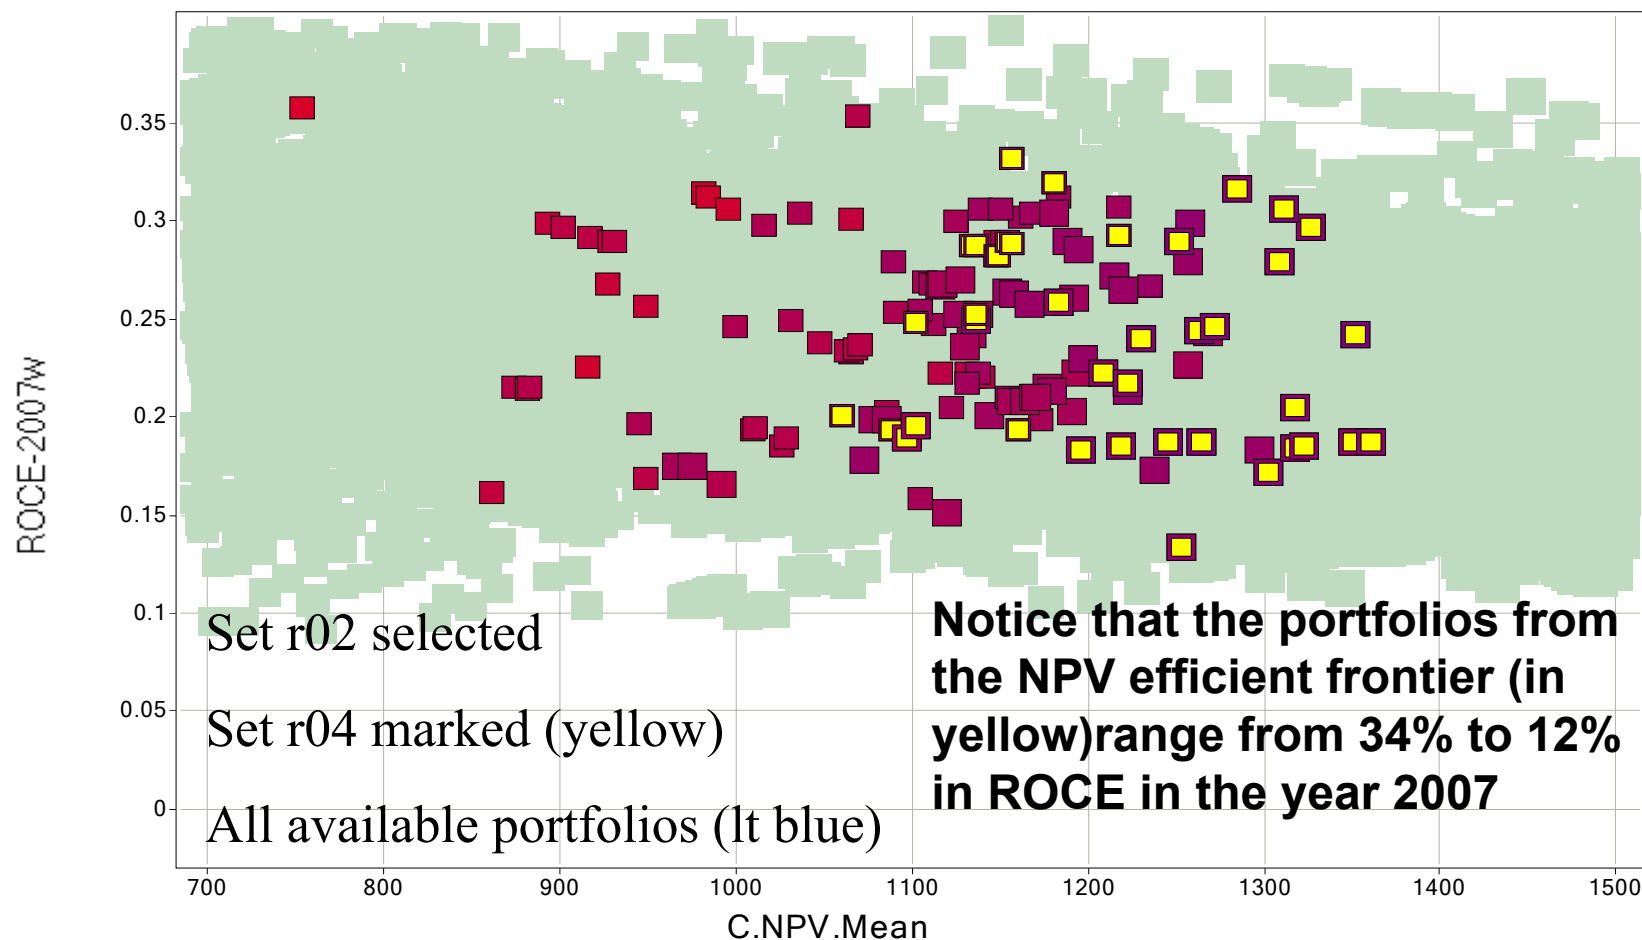 0.35
0.3
0.25
0.2
0.15
0.1
0.05
0
ROCE-2007w
Set r02 selected
Set r04 marked (yellow)
All available portfolios (lt blue)
Notice that the portfolios from
the NPV efficient frontier (in
yellow)range from 34% to 12%
in ROCE in the year 2007
700 800 900 1000 1100 1200 1300 1400 1500
C.NPV.Mean